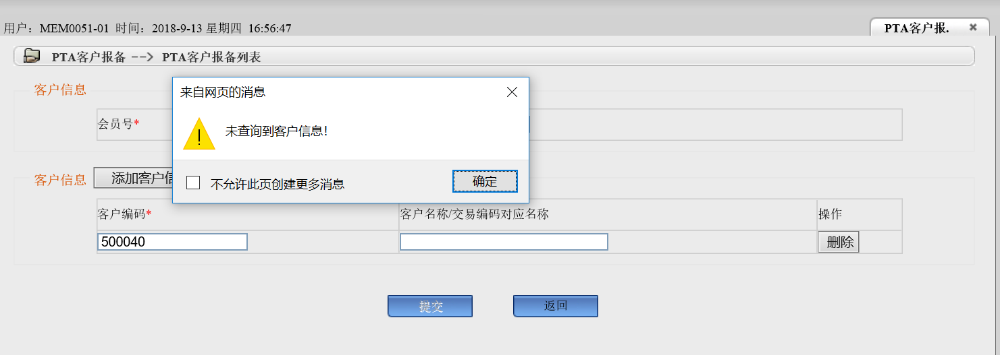 用户：MEM0051-01 时间：2018-9-13 星期四 16:56:47
PTA客户报.
PTA客户报备 --> PTA客户报备列表
客户信息
来自网页的消息
会员号*
未查询到客户信息!
不允许此页创建更多消息
确定
客户信息
添加客户信
客户编码*
客户名称/交易编码对应名称
操作
500040
删除
提交
返回